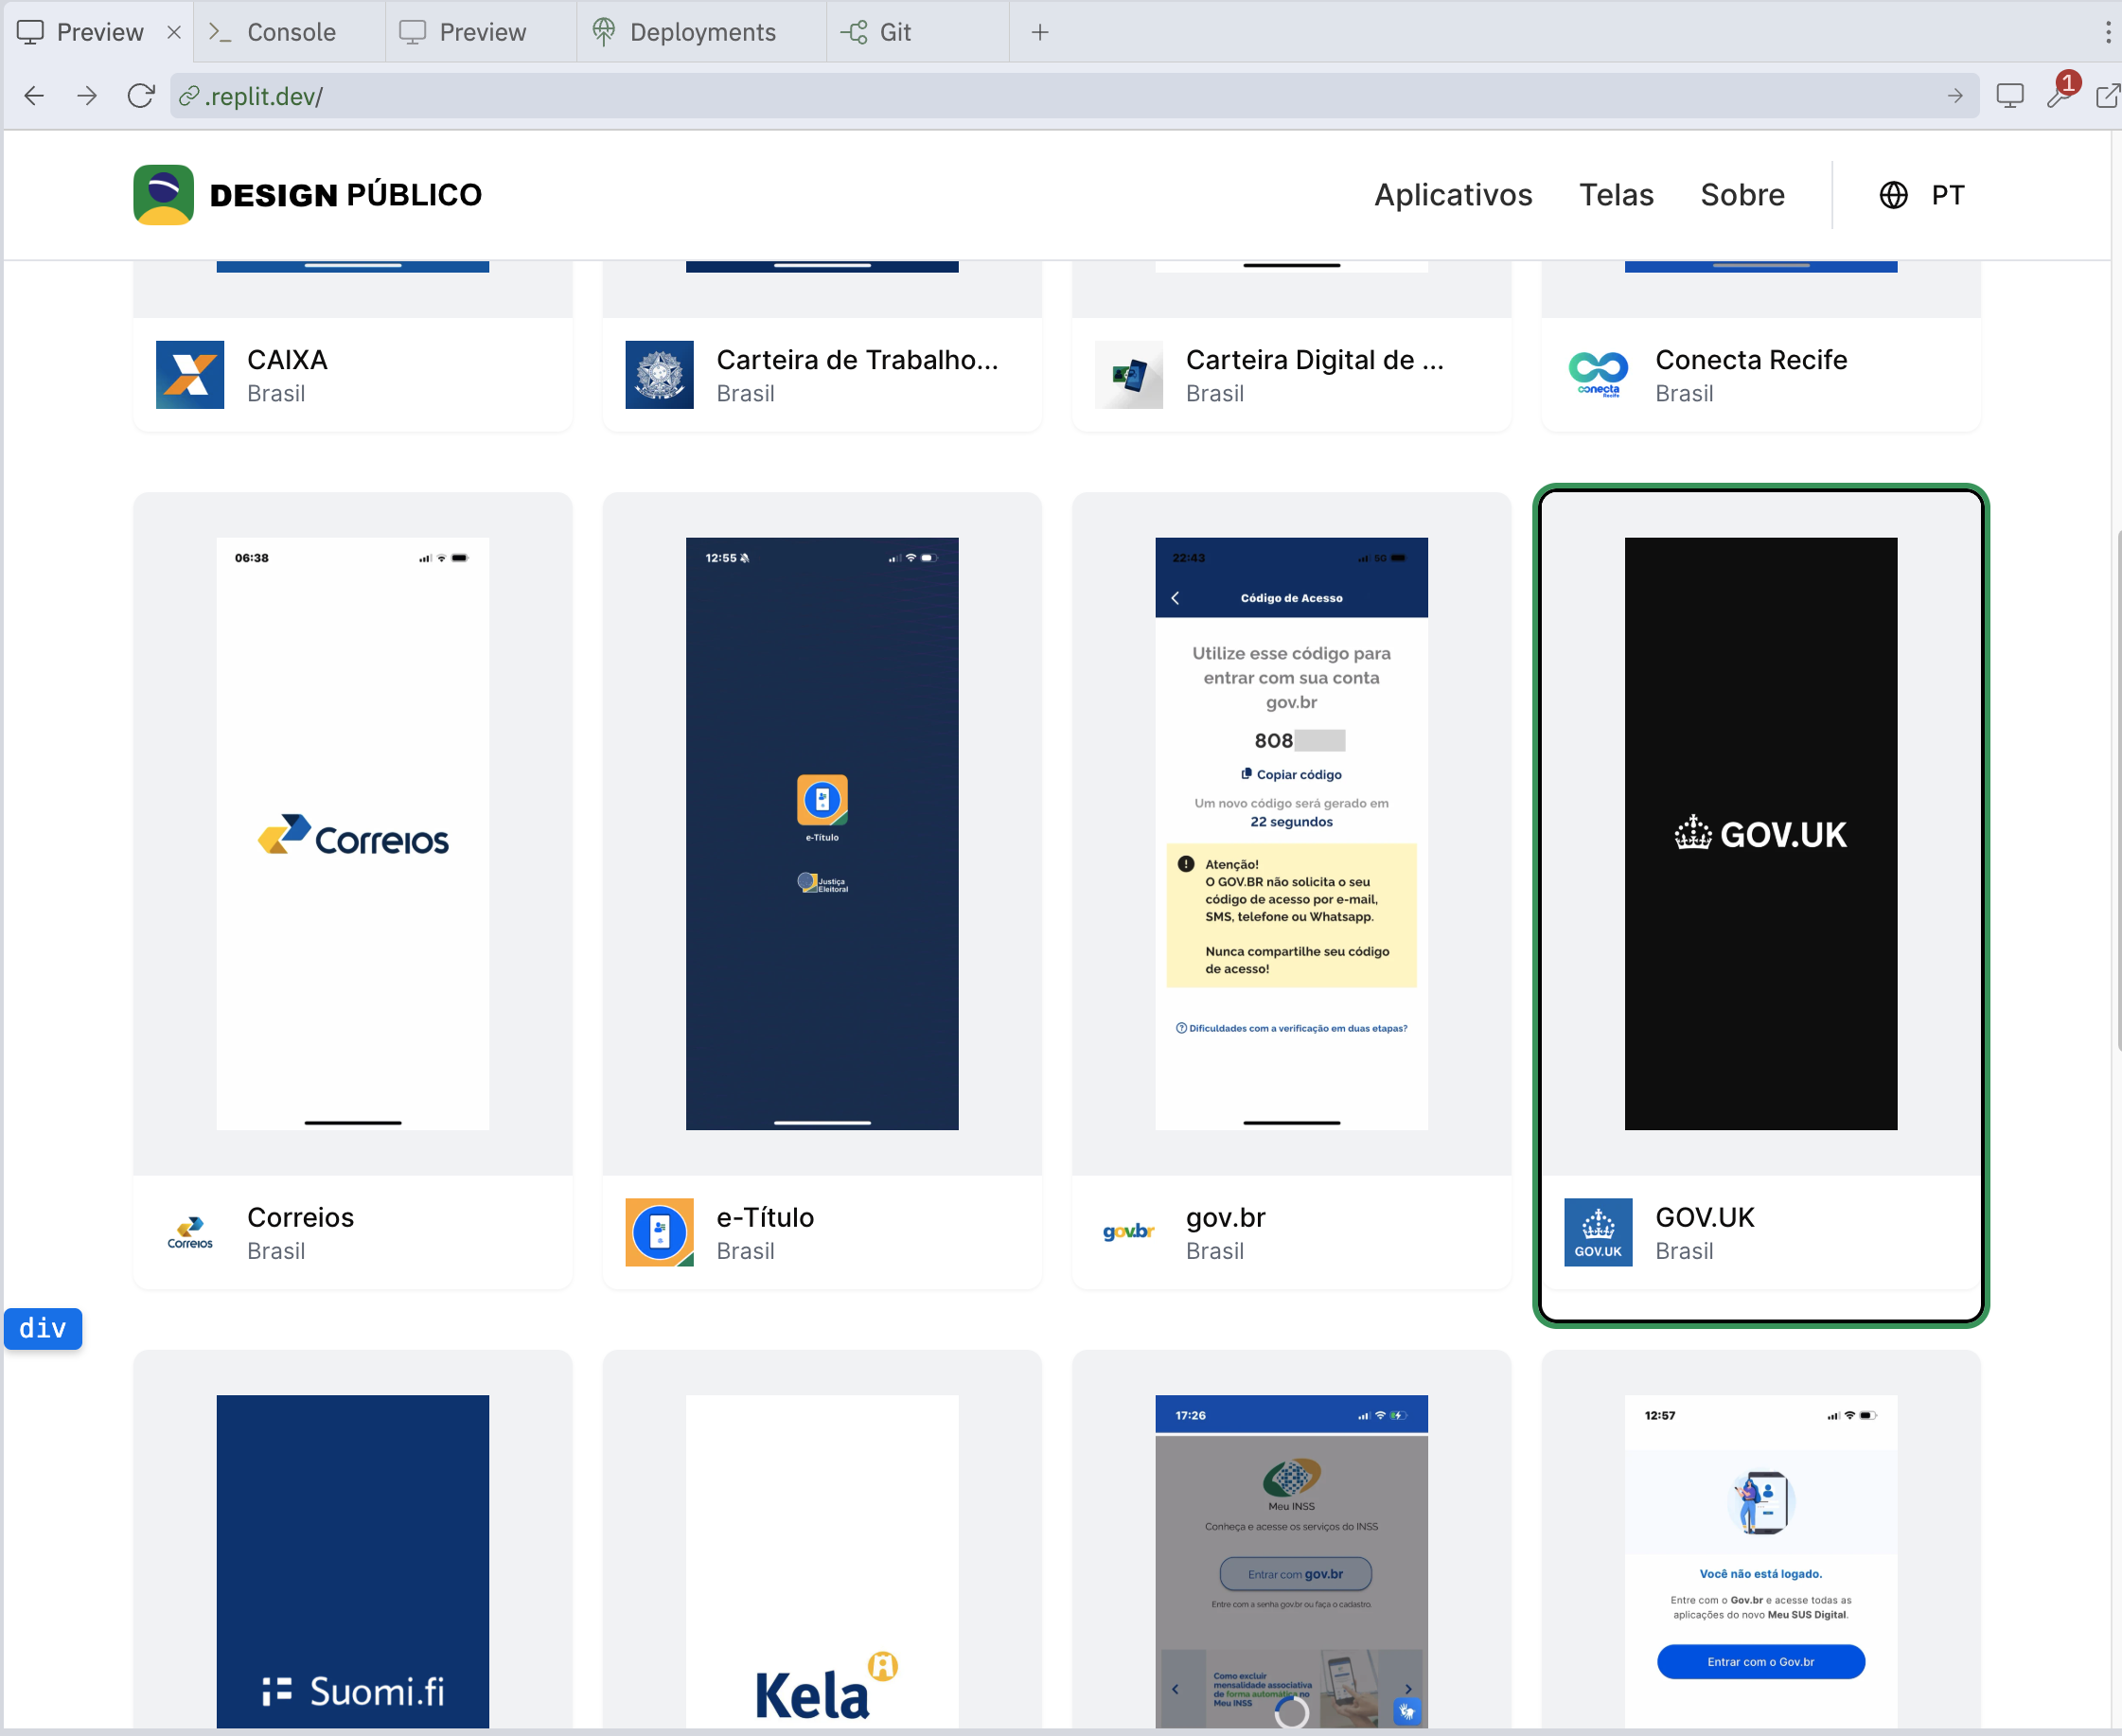 Preview
Console
Preview
Deployments
Git
.replit.dev/
1
DESIGN PÚBLICO
Aplicativos
Telas
Sobre
PT
CAIXA
Brasil
Carteira de Trabalho...
Brasil
Carteira Digital de ...
Brasil
conecta
Recife
Conecta Recife
Brasil
06:38
Correios
12:55
e-Título
Justiça
Eleitoral
22:43
5G
Código de Acesso
Utilize esse código para
entrar com sua conta
gov.br
808
Copiar código
Um novo código será gerado em
22 segundos
Atenção!
O GOV.BR não solicita o seu
código de acesso por e-mail,
SMS, telefone ou Whatsapp.
Nunca compartilhe seu código
de acesso!
Dificuldades com a verificação em duas etapas?
GOV.UK
Correios
Correios
Brasil
e-Título
Brasil
gov.br
gov.br
Brasil
GOV.UK
GOV.UK
Brasil
div
Suomi.fi
Kela
17:26
Meu INSS
Conheça e acesse os serviços do INSS
Entrar com gov.br
Entre com a senha gov.br ou faça o cadastro.
Como excluir
mensalidade associativa
de forma automática no
Meu INSS
12:57
Você não está logado.
Entre com o Gov.br e acesse todas as
aplicações do novo Meu SUS Digital.
Entrar com o Gov.br